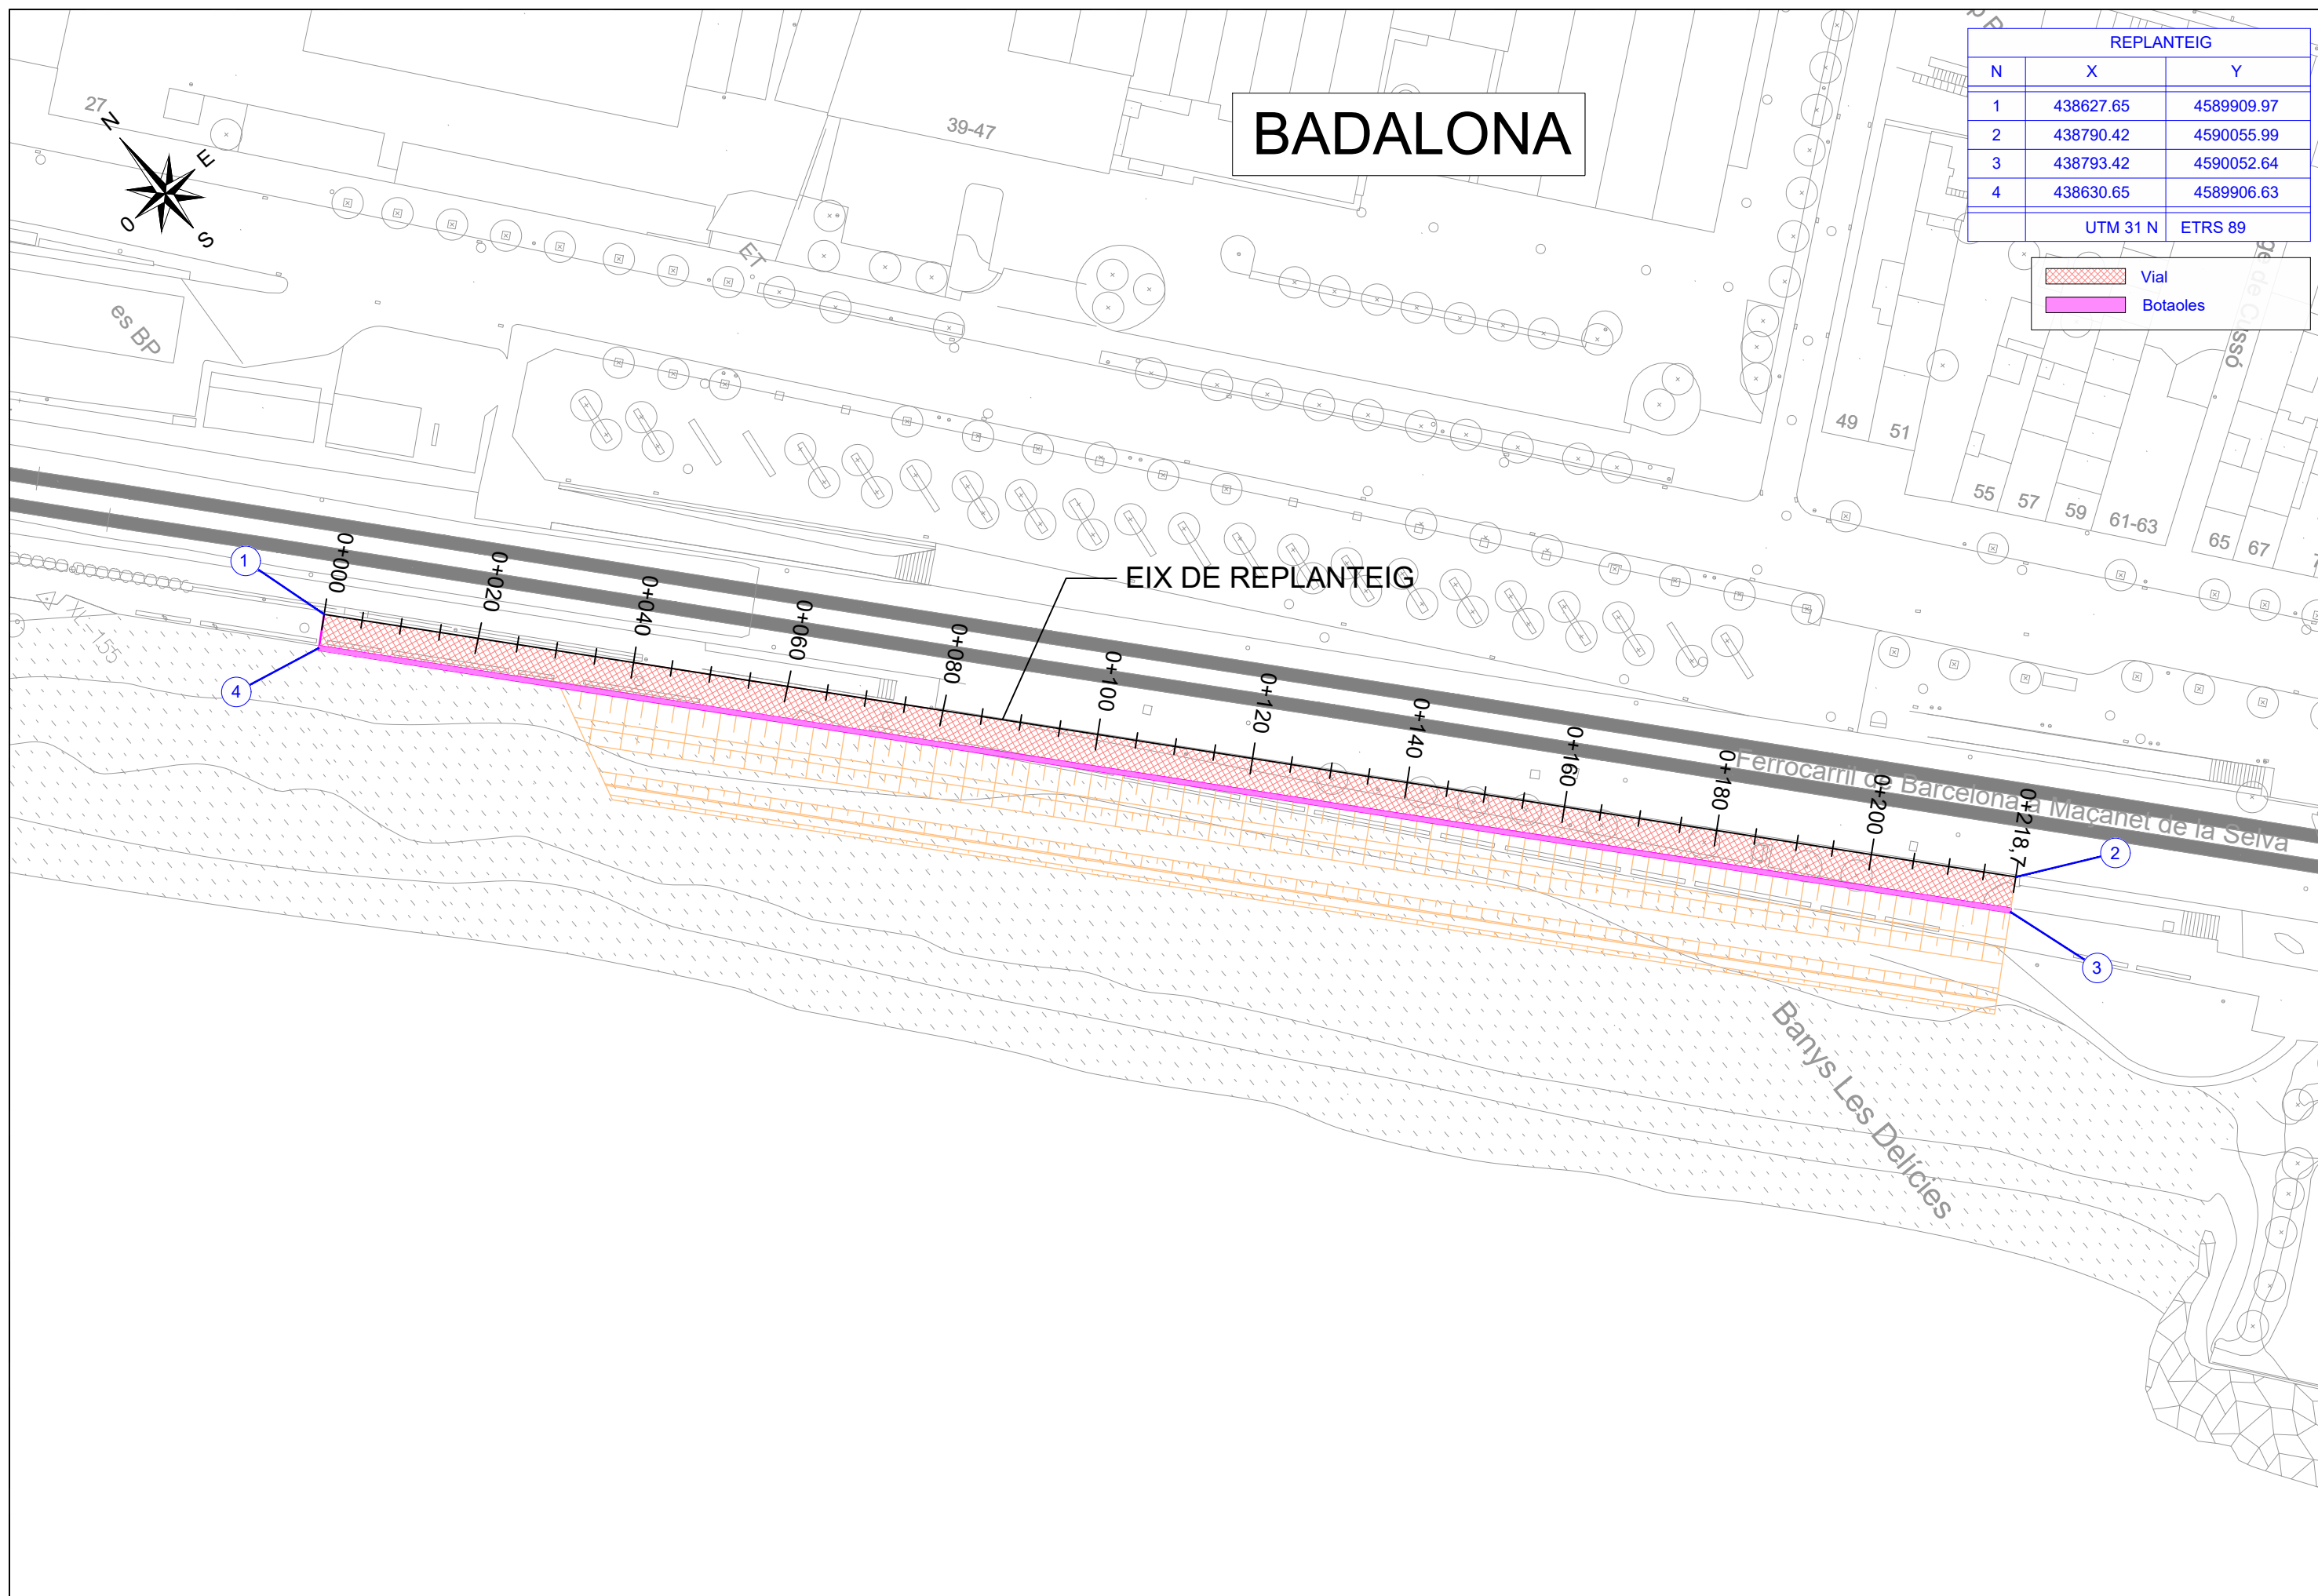 BADALONA
REPLANTEIG
N X Y
1 438627.65 4589909.97
2 438790.42 4590055.99
3 438793.42 4590052.64
4 438630.65 4589906.63
UTM 31 N ETRS 89
Vial
Botaoles
N
E
S
O
27
39-47
ET
es BP
49
51
55
57
59
61-63
65
67
de Cussó
1
4
0+000
0+020
0+040
0+060
0+080
0+100
0+120
0+140
0+160
0+180
0+200
0+218,7
EIX DE REPLANTEIG
Ferrocarril de Barcelona a Maçanet de la Selva
2
3
Banys Les Delícies